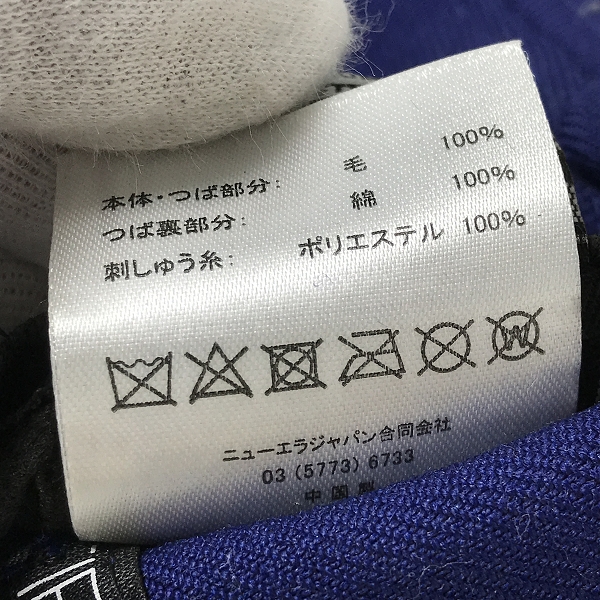 本体・つば部分: 毛 100%
つば裏部分: 綿 100%
刺しゅう糸: ポリエステル 100%
W
ニューエラジャパン合同会社
03 (5773) 6733
中国製